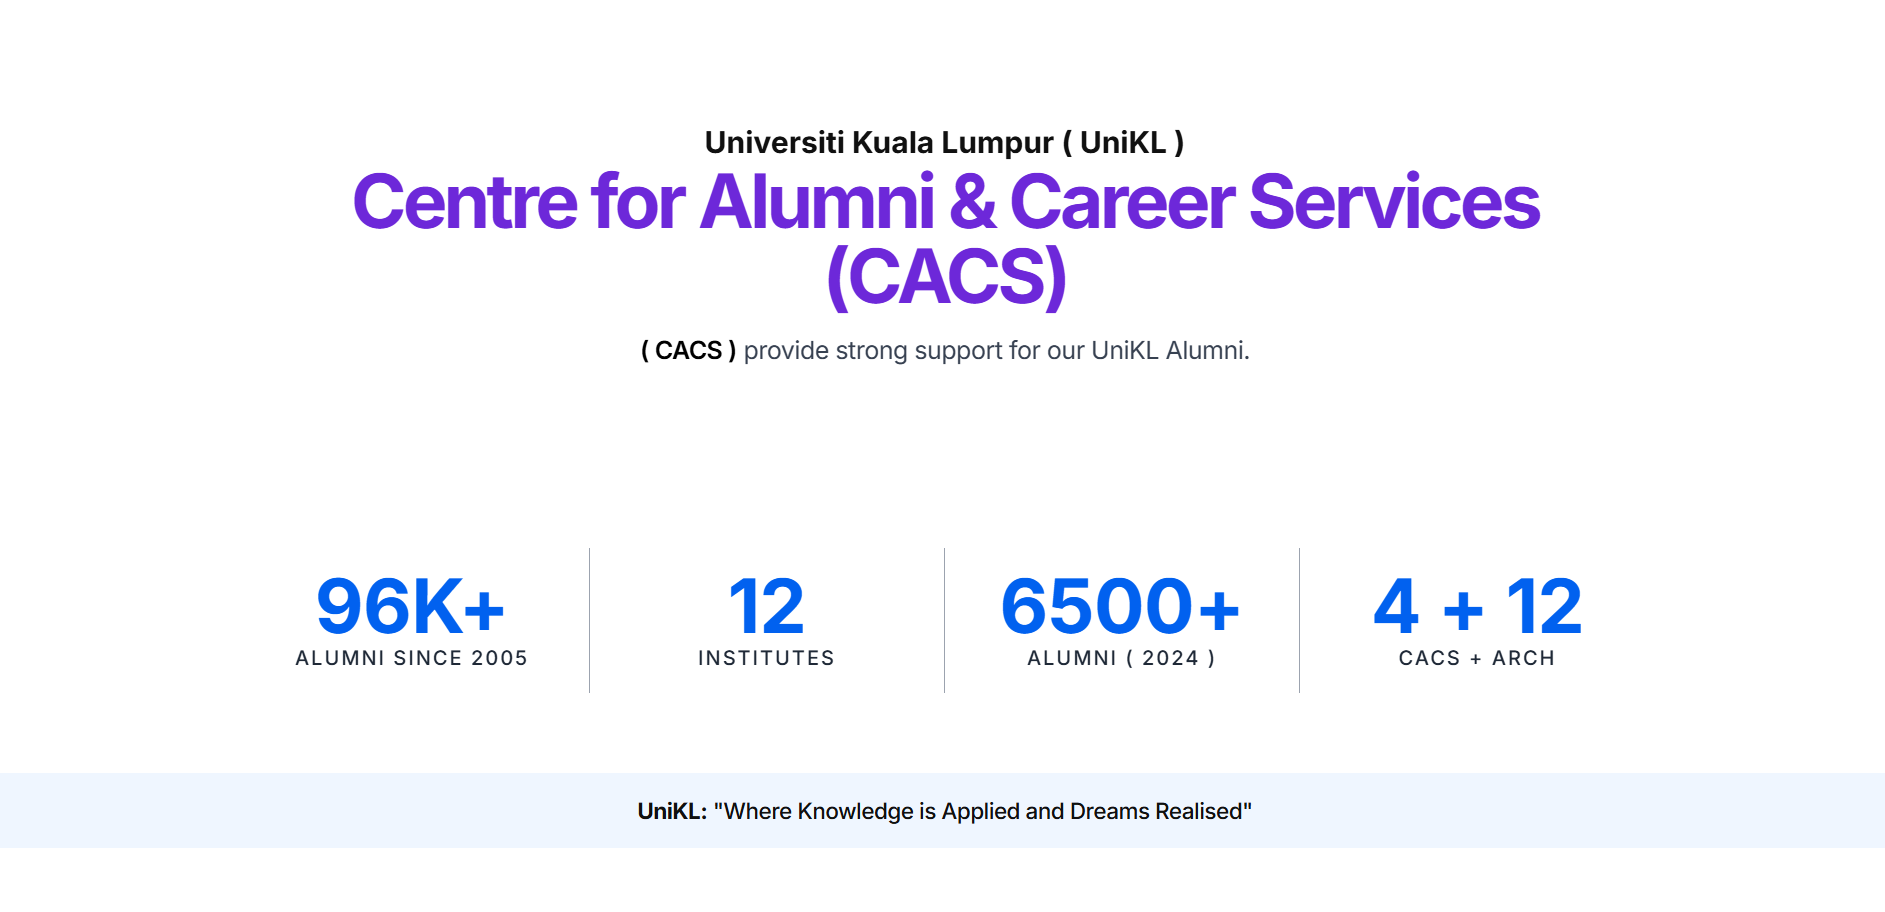 Universiti Kuala Lumpur ( UniKL )
Centre for Alumni & Career Services
(CACS)
( CACS ) provide strong support for our UniKL Alumni.
96K+
ALUMNI SINCE 2005
12
INSTITUTES
6500+
ALUMNI ( 2024 )
4 + 12
CACS + ARCH
UniKL: "Where Knowledge is Applied and Dreams Realised"